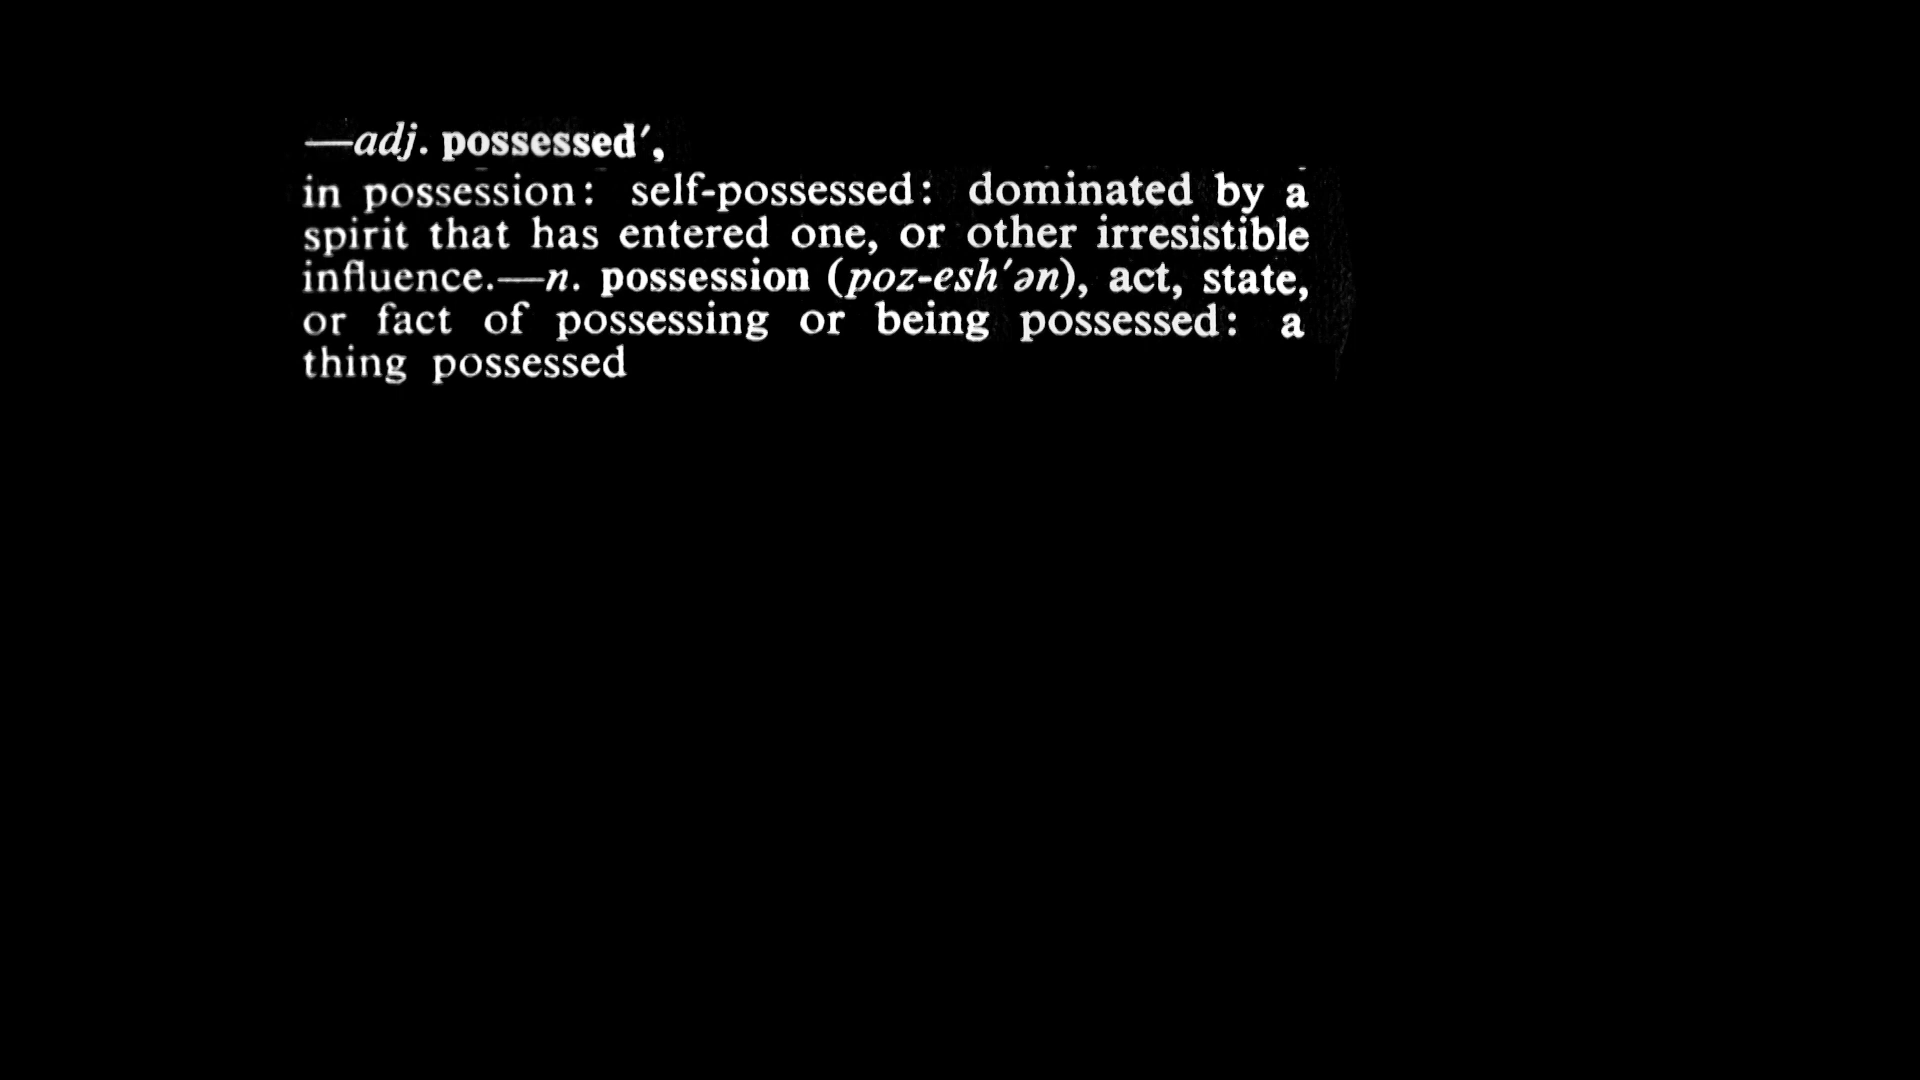 —adj. possessed′,
in possession: self-possessed: dominated by a
spirit that has entered one, or other irresistible
influence.—n. possession (poz-esh′ən), act, state,
or fact of possessing or being possessed: a
thing possessed